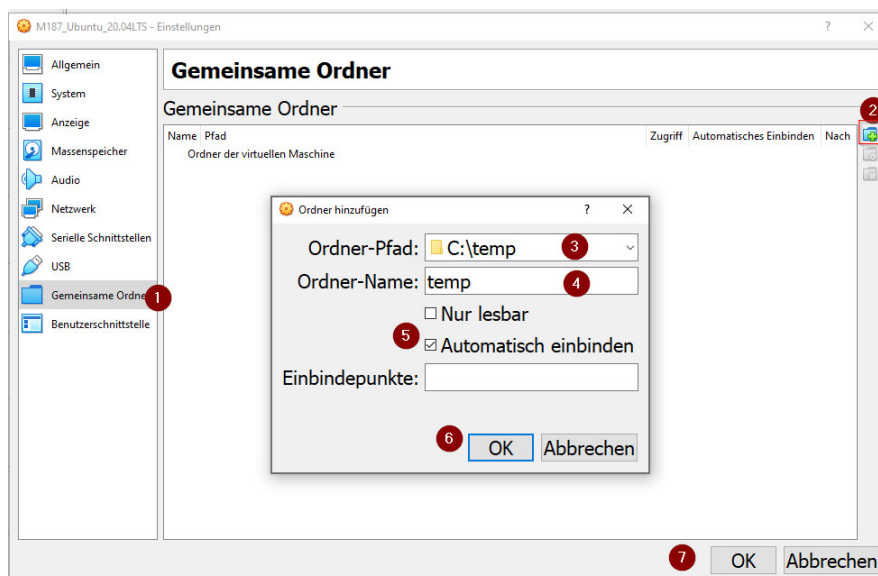 M187_Ubuntu_20.04LTS - Einstellungen ? ×
Allgemein
System
Anzeige
Massenspeicher
Audio
Netzwerk
Serielle Schnittstellen
USB
Gemeinsame Ordne 1
Benutzerschnittstelle
Gemeinsame Ordner
Gemeinsame Ordner
2
Name Pfad Zugriff Automatisches Einbinden Nach
Ordner der virtuellen Maschine
Ordner hinzufügen ? ×
Ordner-Pfad: C:\temp 3
Ordner-Name: temp 4
Nur lesbar
5 Automatisch einbinden
Einbindepunkte:
6 OK Abbrechen
7 OK Abbrechen